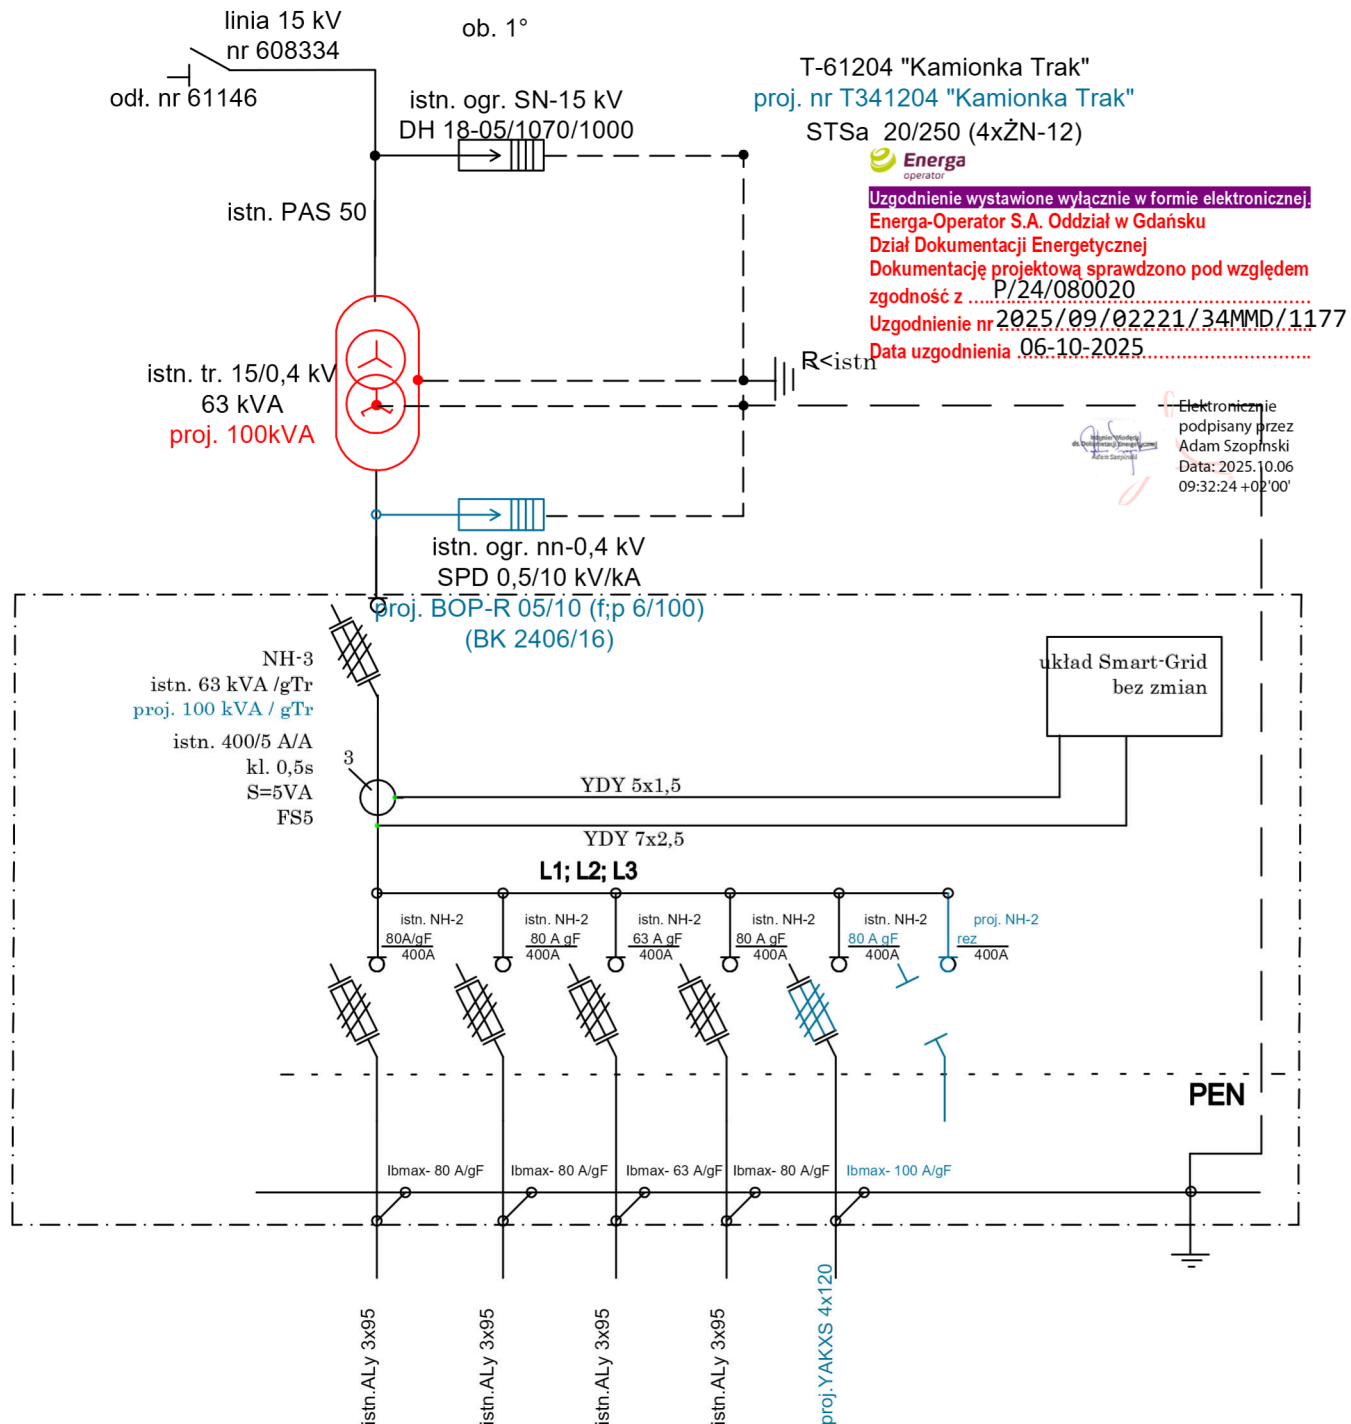 linia 15 kV
nr 608334
ob. 1°
odł. nr 61146
istn. ogr. SN-15 kV
DH 18-05/1070/1000
T-61204 "Kamionka Trak"
proj. nr T341204 "Kamionka Trak"
STSa 20/250 (4xŻN-12)
Energa
operator
Uzgodnienie wystawione wyłącznie w formie elektronicznej.
Energa-Operator S.A. Oddział w Gdańsku
Dział Dokumentacji Energetycznej
Dokumentację projektową sprawdzono pod względem
zgodność z .....P/24/080020
Uzgodnienie nr 2025/09/02221/34MMD/1177
Data uzgodnienia .06-10-2025
istn. PAS 50
istn. tr. 15/0,4 kV
63 kVA
proj. 100kVA
R<istn
Inżynier Młodszy
ds. Dokumentacji Energetycznej
Adam Szopiński
Elektronicznie
podpisany przez
Adam Szopiński
Data: 2025.10.06
09:32:24 +02'00'
istn. ogr. nn-0,4 kV
SPD 0,5/10 kV/kA
proj. BOP-R 05/10 (f;p 6/100)
(BK 2406/16)
NH-3
istn. 63 kVA /gTr
proj. 100 kVA / gTr
istn. 400/5 A/A
kl. 0,5s
S=5VA
FS5
3
układ Smart-Grid
bez zmian
YDY 5x1,5
YDY 7x2,5
L1; L2; L3
istn. NH-2
80A/gF
400A
istn. NH-2
80 A gF
400A
istn. NH-2
63 A gF
400A
istn. NH-2
80 A gF
400A
istn. NH-2
80 A gF
400A
proj. NH-2
rez
400A
PEN
Ibmax- 80 A/gF
Ibmax- 80 A/gF
Ibmax- 63 A/gF
Ibmax- 80 A/gF
Ibmax- 100 A/gF
istn.ALy 3x95
istn.ALy 3x95
istn.ALy 3x95
istn.ALy 3x95
proj.YAKXS 4x120